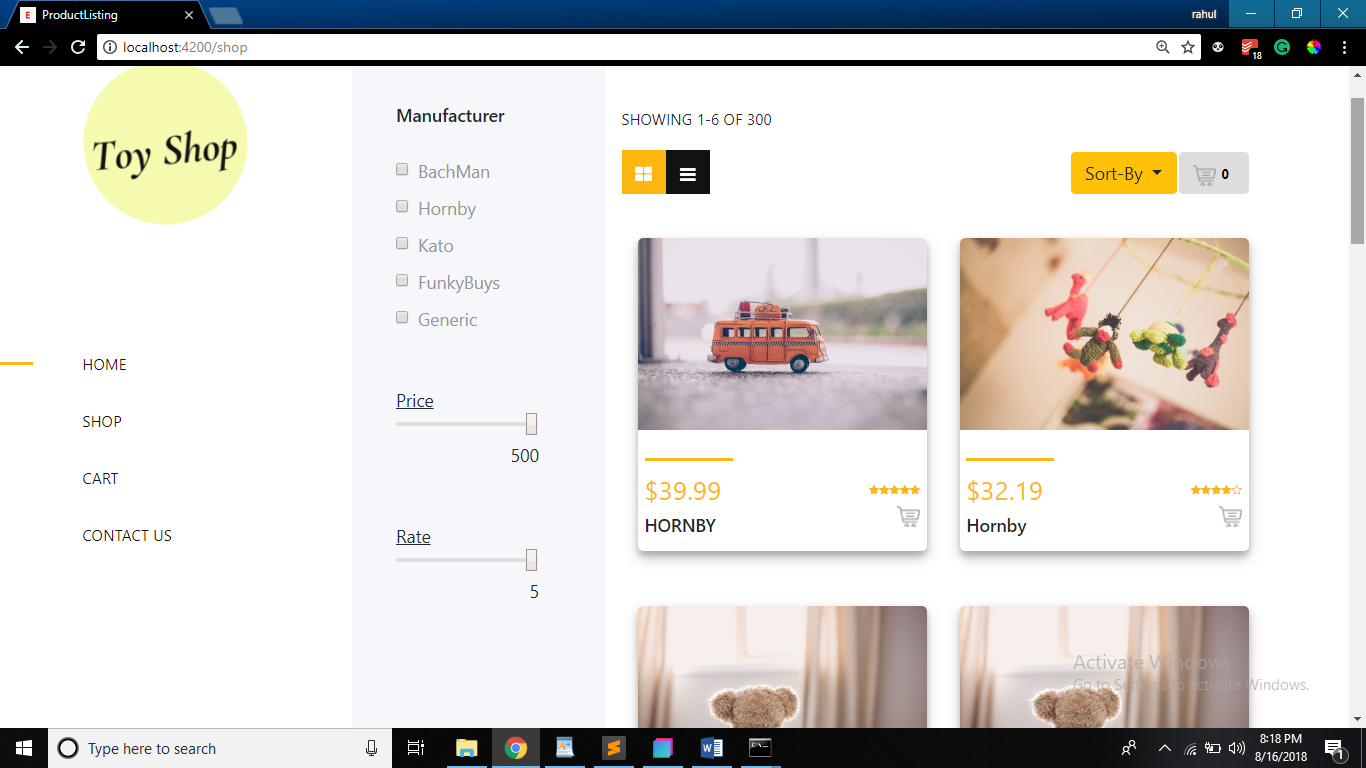 E ProductListing
rahul
localhost:4200/shop
18
Toy Shop
HOME
SHOP
CART
CONTACT US
Manufacturer
BachMan
Hornby
Kato
FunkyBuys
Generic
Price
500
Rate
5
SHOWING 1-6 OF 300
Sort-By
0
$39.99
HORNBY
$32.19
Hornby
Activate Windows
Go to Settings to activate Windows.
Type here to search
8:18 PM
8/16/2018
1